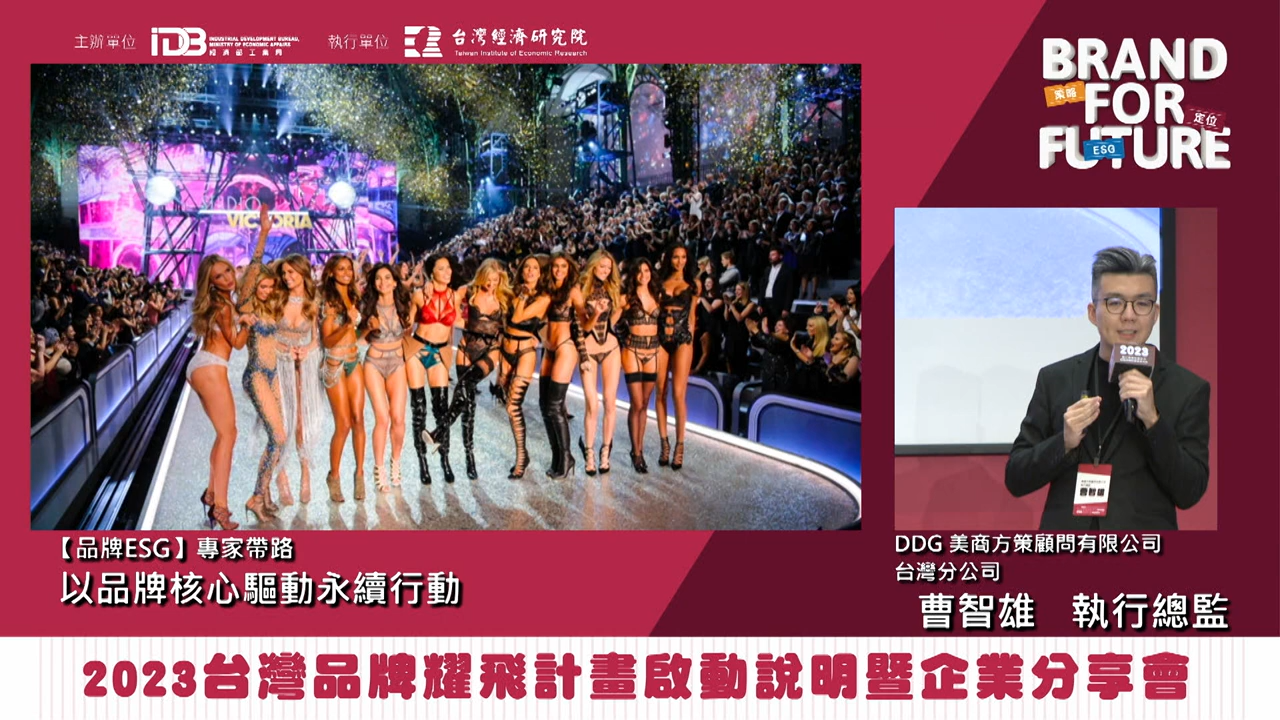 主辦單位
iDB
INDUSTRIAL DEVELOPMENT BUREAU,
MINISTRY OF ECONOMIC AFFAIRS
經濟部工業局
執行單位
台灣經濟研究院
Taiwan Institute of Economic Research
BRAND
策略
FOR
定位
FUTURE
ESG
VICTORIA
2023
曹智雄
【品牌ESG】專家帶路
以品牌核心驅動永續行動
DDG 美商方策顧問有限公司
台灣分公司
曹智雄 執行總監
2023台灣品牌耀飛計畫啟動說明暨企業分享會